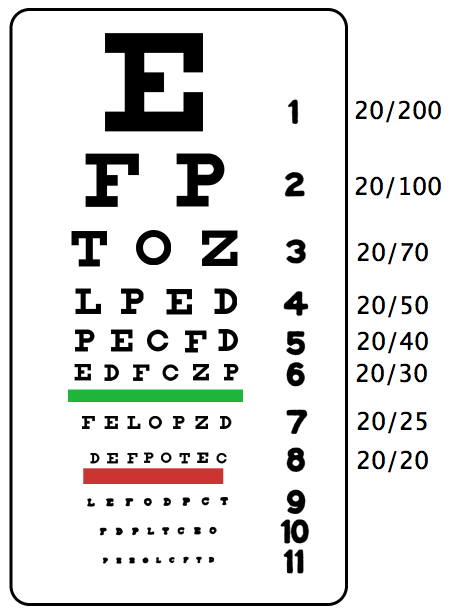 E 1 20/200
F P 2 20/100
T O Z 3 20/70
L P E D 4 20/50
P E C F D 5 20/40
E D F C Z P 6 20/30
F E L O P Z D 7 20/25
D E F P O T E C 8 20/20
L E F O D P C T 9
F D P L T C E O 10
P E Z O L C F T D 11